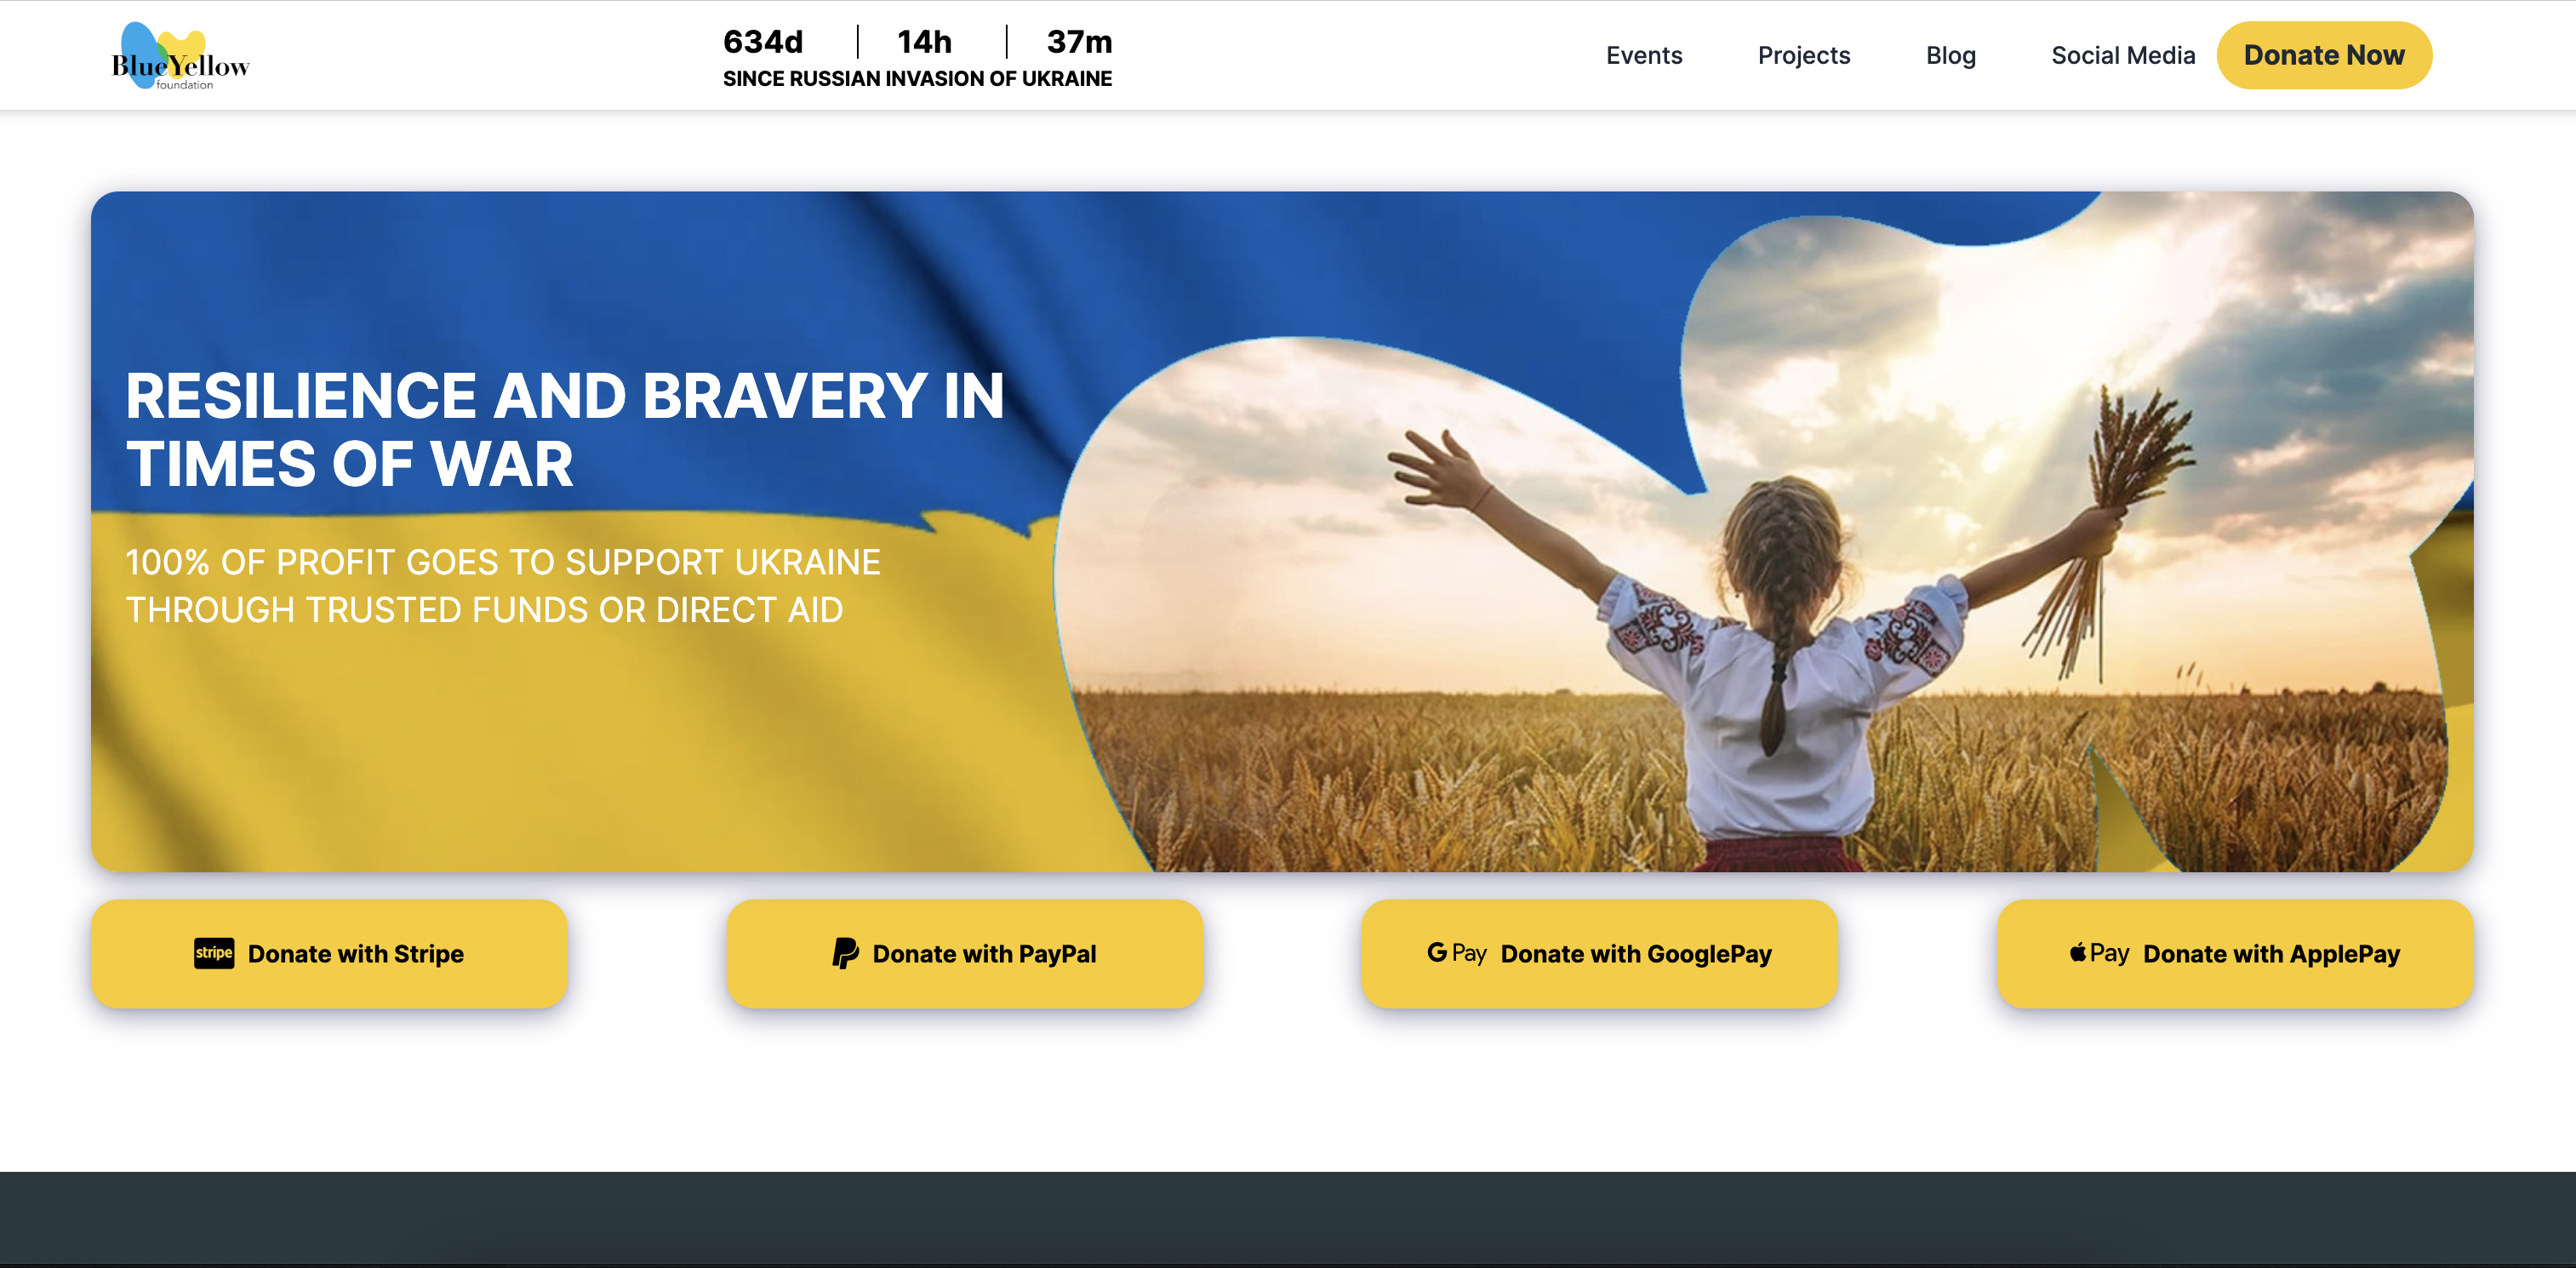 BlueYellow
foundation
634d 14h 37m
SINCE RUSSIAN INVASION OF UKRAINE
Events Projects Blog Social Media Donate Now
RESILIENCE AND BRAVERY IN
TIMES OF WAR
100% OF PROFIT GOES TO SUPPORT UKRAINE
THROUGH TRUSTED FUNDS OR DIRECT AID
stripe Donate with Stripe
Donate with PayPal
G Pay Donate with GooglePay
Pay Donate with ApplePay